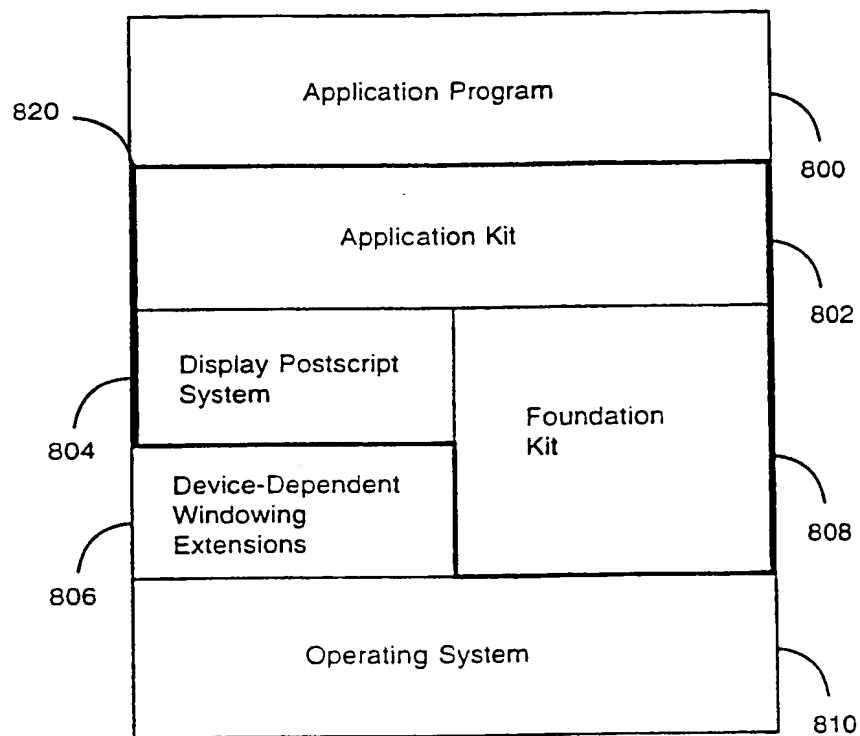 Application Program
820
800
Application Kit
802
Display Postscript
System
Foundation
Kit
804
Device-Dependent
Windowing
Extensions
808
806
Operating System
810